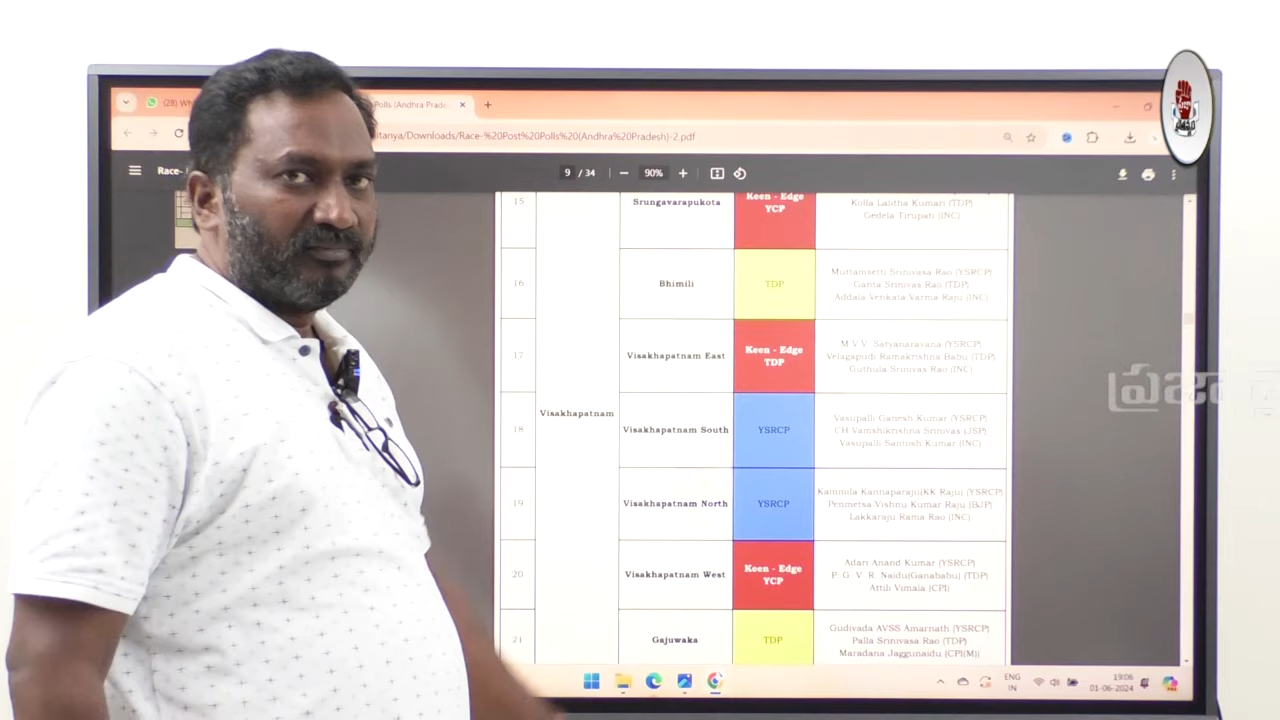 (28) Wh
Polls (Andhra Prade
itanya/Downloads/Race-%20Post%20Polls%20(Andhra%20Pradesh)-2.pdf
Race-
9 / 34
90%
15
Srungavarapukota
Keen - Edge
YCP
Kolla Lalitha Kumari (TDP)
Gedela Tirupati (INC)
16
Bhimili
TDP
Muttamsetti Srinivasa Rao (YSRCP)
Ganta Srinivas Rao (TDP)
Addala Venkata Varma Raju (INC)
17
Visakhapatnam East
Keen - Edge
TDP
M V V. Satyanarayana (YSRCP)
Velagapudi Ramakrishna Babu (TDP)
Guthula Srinivas Rao (INC)
Visakhapatnam
18
Visakhapatnam South
YSRCP
Vasupalli Ganesh Kumar (YSRCP)
CH Vamshikrishna Srinivas (JSP)
Vasupalli Santosh Kumar (INC)
19
Visakhapatnam North
YSRCP
Kammila Kannaparaju(KK Raju) (YSRCP)
Penmetsa Vishnu Kumar Raju (BJP)
Lakkaraju Rama Rao (INC)
20
Visakhapatnam West
Keen - Edge
YCP
Adari Anand Kumar (YSRCP)
P. G. V. R. Naidu(Ganababu) (TDP)
Attili Vimala (CPI)
21
Gajuwaka
TDP
Gudivada AVSS Amarnath (YSRCP)
Palla Srinivasa Rao (TDP)
Maradana Jaggunaidu (CPI(M))
ENG
IN
19:06
01-06-2024
ప్రజా